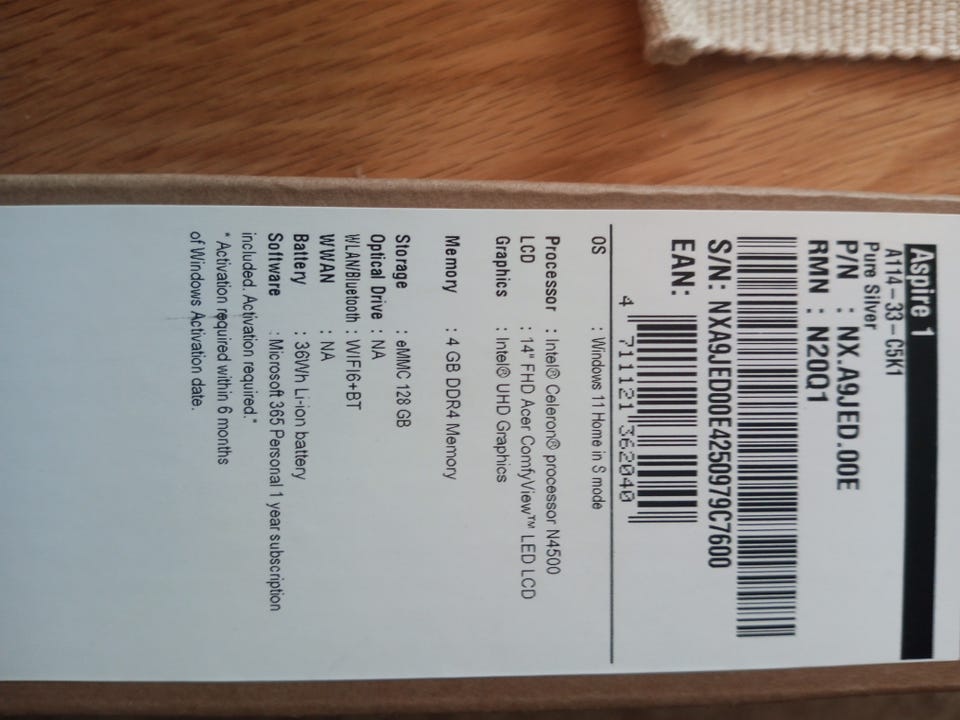 Aspire 1
A114-33-C5K1
Pure Silver
P/N : NX.A9JED.00E
RMN : N20Q1
S/N: NXA9JED00E4250979C7600
EAN:
4 711121 362040
OS : Windows 11 Home in S mode
Processor : Intel® Celeron® processor N4500
LCD : 14" FHD Acer ComfyView™ LED LCD
Graphics : Intel® UHD Graphics
Memory : 4 GB DDR4 Memory
Storage : eMMC 128 GB
Optical Drive : NA
WLAN/Bluetooth : WIFI6+BT
WWAN : NA
Battery : 36Wh Li-ion battery
Software : Microsoft 365 Personal 1 year subscription
included. Activation required.*
* Activation required within 6 months
of Windows Activation date.